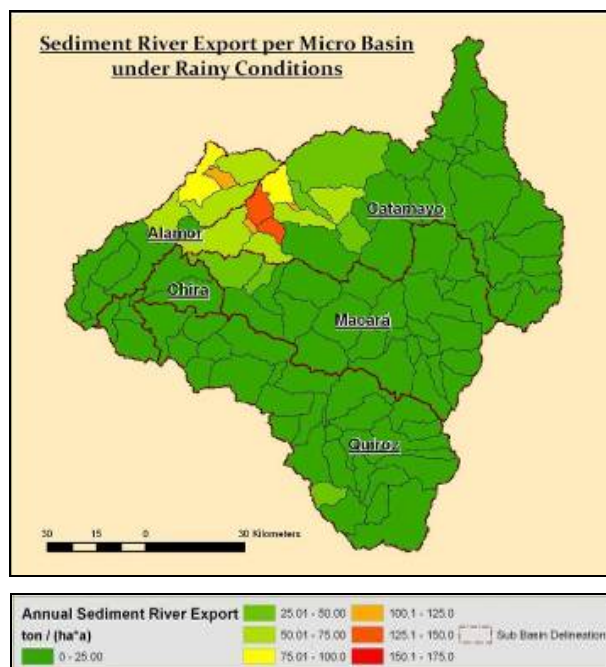 Sediment River Export per Micro Basin
under Rainy Conditions
Catamayo
Alamor
Chira
Macará
Quiroz
30 15 0 30 Kilometers
Annual Sediment River Export
ton / (ha*a)
0 - 25.00
25.01 - 50.00
50.01 - 75.00
75.01 - 100.0
100.1 - 125.0
125.1 - 150.0
150.1 - 175.0
Sub Basin Delineation